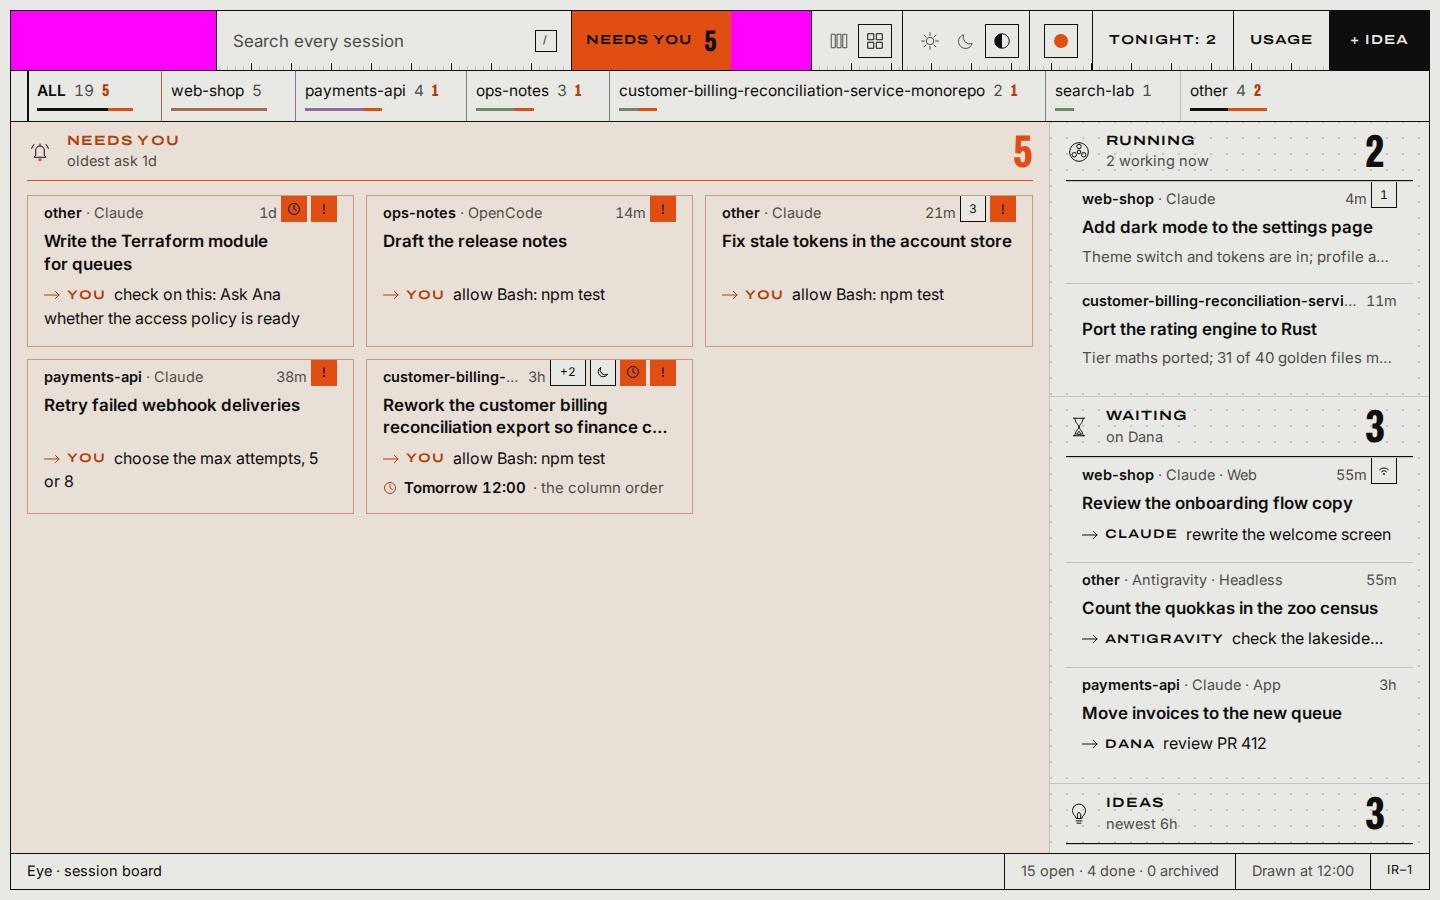 Search every session /
NEEDS YOU 5
TONIGHT: 2
USAGE
+ IDEA
ALL 19 5
web-shop 5
payments-api 4 1
ops-notes 3 1
customer-billing-reconciliation-service-monorepo 2 1
search-lab 1
other 4 2
NEEDS YOU
oldest ask 1d
5
other · Claude 1d !
Write the Terraform module
for queues
→ YOU check on this: Ask Ana
whether the access policy is ready
ops-notes · OpenCode 14m !
Draft the release notes
→ YOU allow Bash: npm test
other · Claude 21m 3 !
Fix stale tokens in the account store
→ YOU allow Bash: npm test
payments-api · Claude 38m !
Retry failed webhook deliveries
→ YOU choose the max attempts, 5
or 8
customer-billing-... 3h +2 !
Rework the customer billing
reconciliation export so finance c...
→ YOU allow Bash: npm test
Tomorrow 12:00 · the column order
RUNNING
2 working now
2
web-shop · Claude 4m 1
Add dark mode to the settings page
Theme switch and tokens are in; profile a...
customer-billing-reconciliation-servi... 11m
Port the rating engine to Rust
Tier maths ported; 31 of 40 golden files m...
WAITING
on Dana
3
web-shop · Claude · Web 55m
Review the onboarding flow copy
→ CLAUDE rewrite the welcome screen
other · Antigravity · Headless 55m
Count the quokkas in the zoo census
→ ANTIGRAVITY check the lakeside...
payments-api · Claude · App 3h
Move invoices to the new queue
→ DANA review PR 412
IDEAS
newest 6h
3
Eye · session board
15 open · 4 done · 0 archived
Drawn at 12:00
IR-1